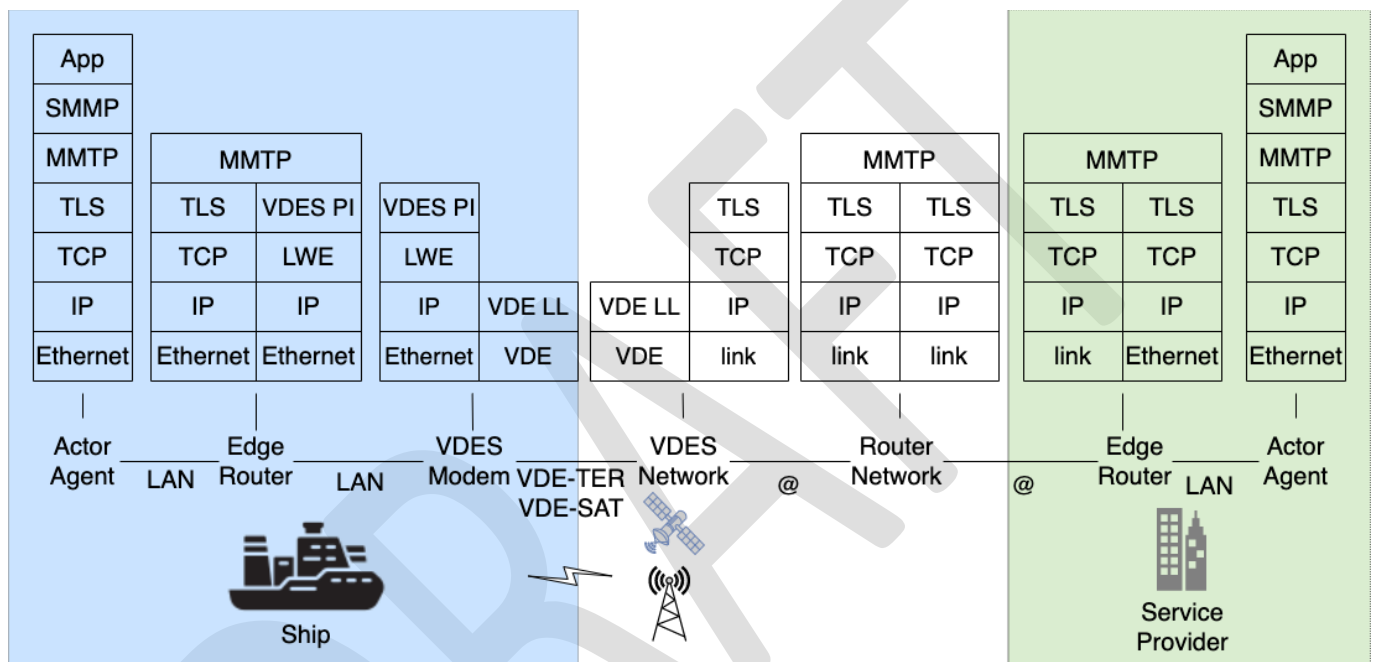 App
SMMP
MMTP
TLS
TCP
IP
Ethernet
MMTP
TLS VDES PI
TCP LWE
IP IP
Ethernet Ethernet
VDES PI
LWE
IP VDE LL
Ethernet VDE
TLS
TCP
VDE LL IP
VDE link
MMTP
TLS TLS
TCP TCP
IP IP
link link
MMTP
TLS TLS
TCP TCP
IP IP
link Ethernet
App
SMMP
MMTP
TLS
TCP
IP
Ethernet
Actor
Agent
LAN
Edge
Router
LAN
VDES
Modem
VDE-TER
VDE-SAT
VDES
Network
@
Router
Network
@
Edge
Router
LAN
Actor
Agent
Ship
Service
Provider
DRAFT